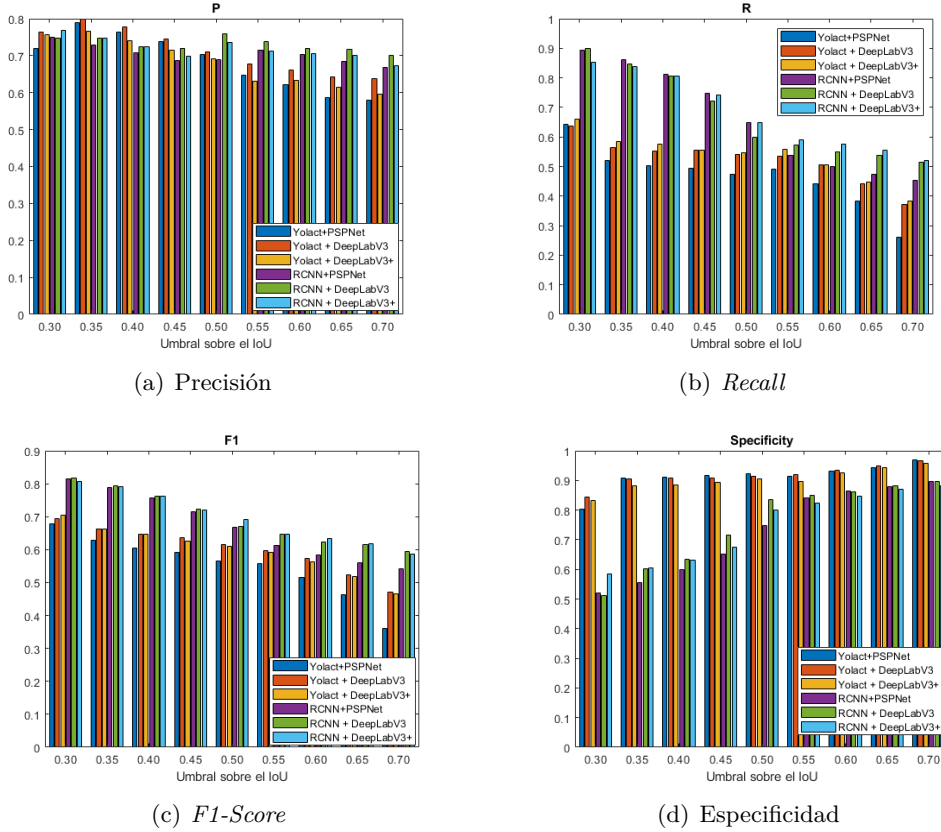 P
0.8
0.7
0.6
0.5
0.4
0.3
0.2
0.1
0
Yolact+PSPNet
Yolact + DeepLabV3
Yolact + DeepLabV3+
RCNN+PSPNet
RCNN + DeepLabV3
RCNN + DeepLabV3+
0.30 0.35 0.40 0.45 0.50 0.55 0.60 0.65 0.70
Umbral sobre el IoU
(a) Precisión
R
1
0.9
0.8
0.7
0.6
0.5
0.4
0.3
0.2
0.1
0
Yolact+PSPNet
Yolact + DeepLabV3
Yolact + DeepLabV3+
RCNN+PSPNet
RCNN + DeepLabV3
RCNN + DeepLabV3+
0.30 0.35 0.40 0.45 0.50 0.55 0.60 0.65 0.70
Umbral sobre el IoU
(b) Recall
F1
0.9
0.8
0.7
0.6
0.5
0.4
0.3
0.2
0.1
0
Yolact+PSPNet
Yolact + DeepLabV3
Yolact + DeepLabV3+
RCNN+PSPNet
RCNN + DeepLabV3
RCNN + DeepLabV3+
0.30 0.35 0.40 0.45 0.50 0.55 0.60 0.65 0.70
Umbral sobre el IoU
(c) F1-Score
Specificity
1
0.9
0.8
0.7
0.6
0.5
0.4
0.3
0.2
0.1
0
Yolact+PSPNet
Yolact + DeepLabV3
Yolact + DeepLabV3+
RCNN+PSPNet
RCNN + DeepLabV3
RCNN + DeepLabV3+
0.30 0.35 0.40 0.45 0.50 0.55 0.60 0.65 0.70
Umbral sobre el IoU
(d) Especificidad